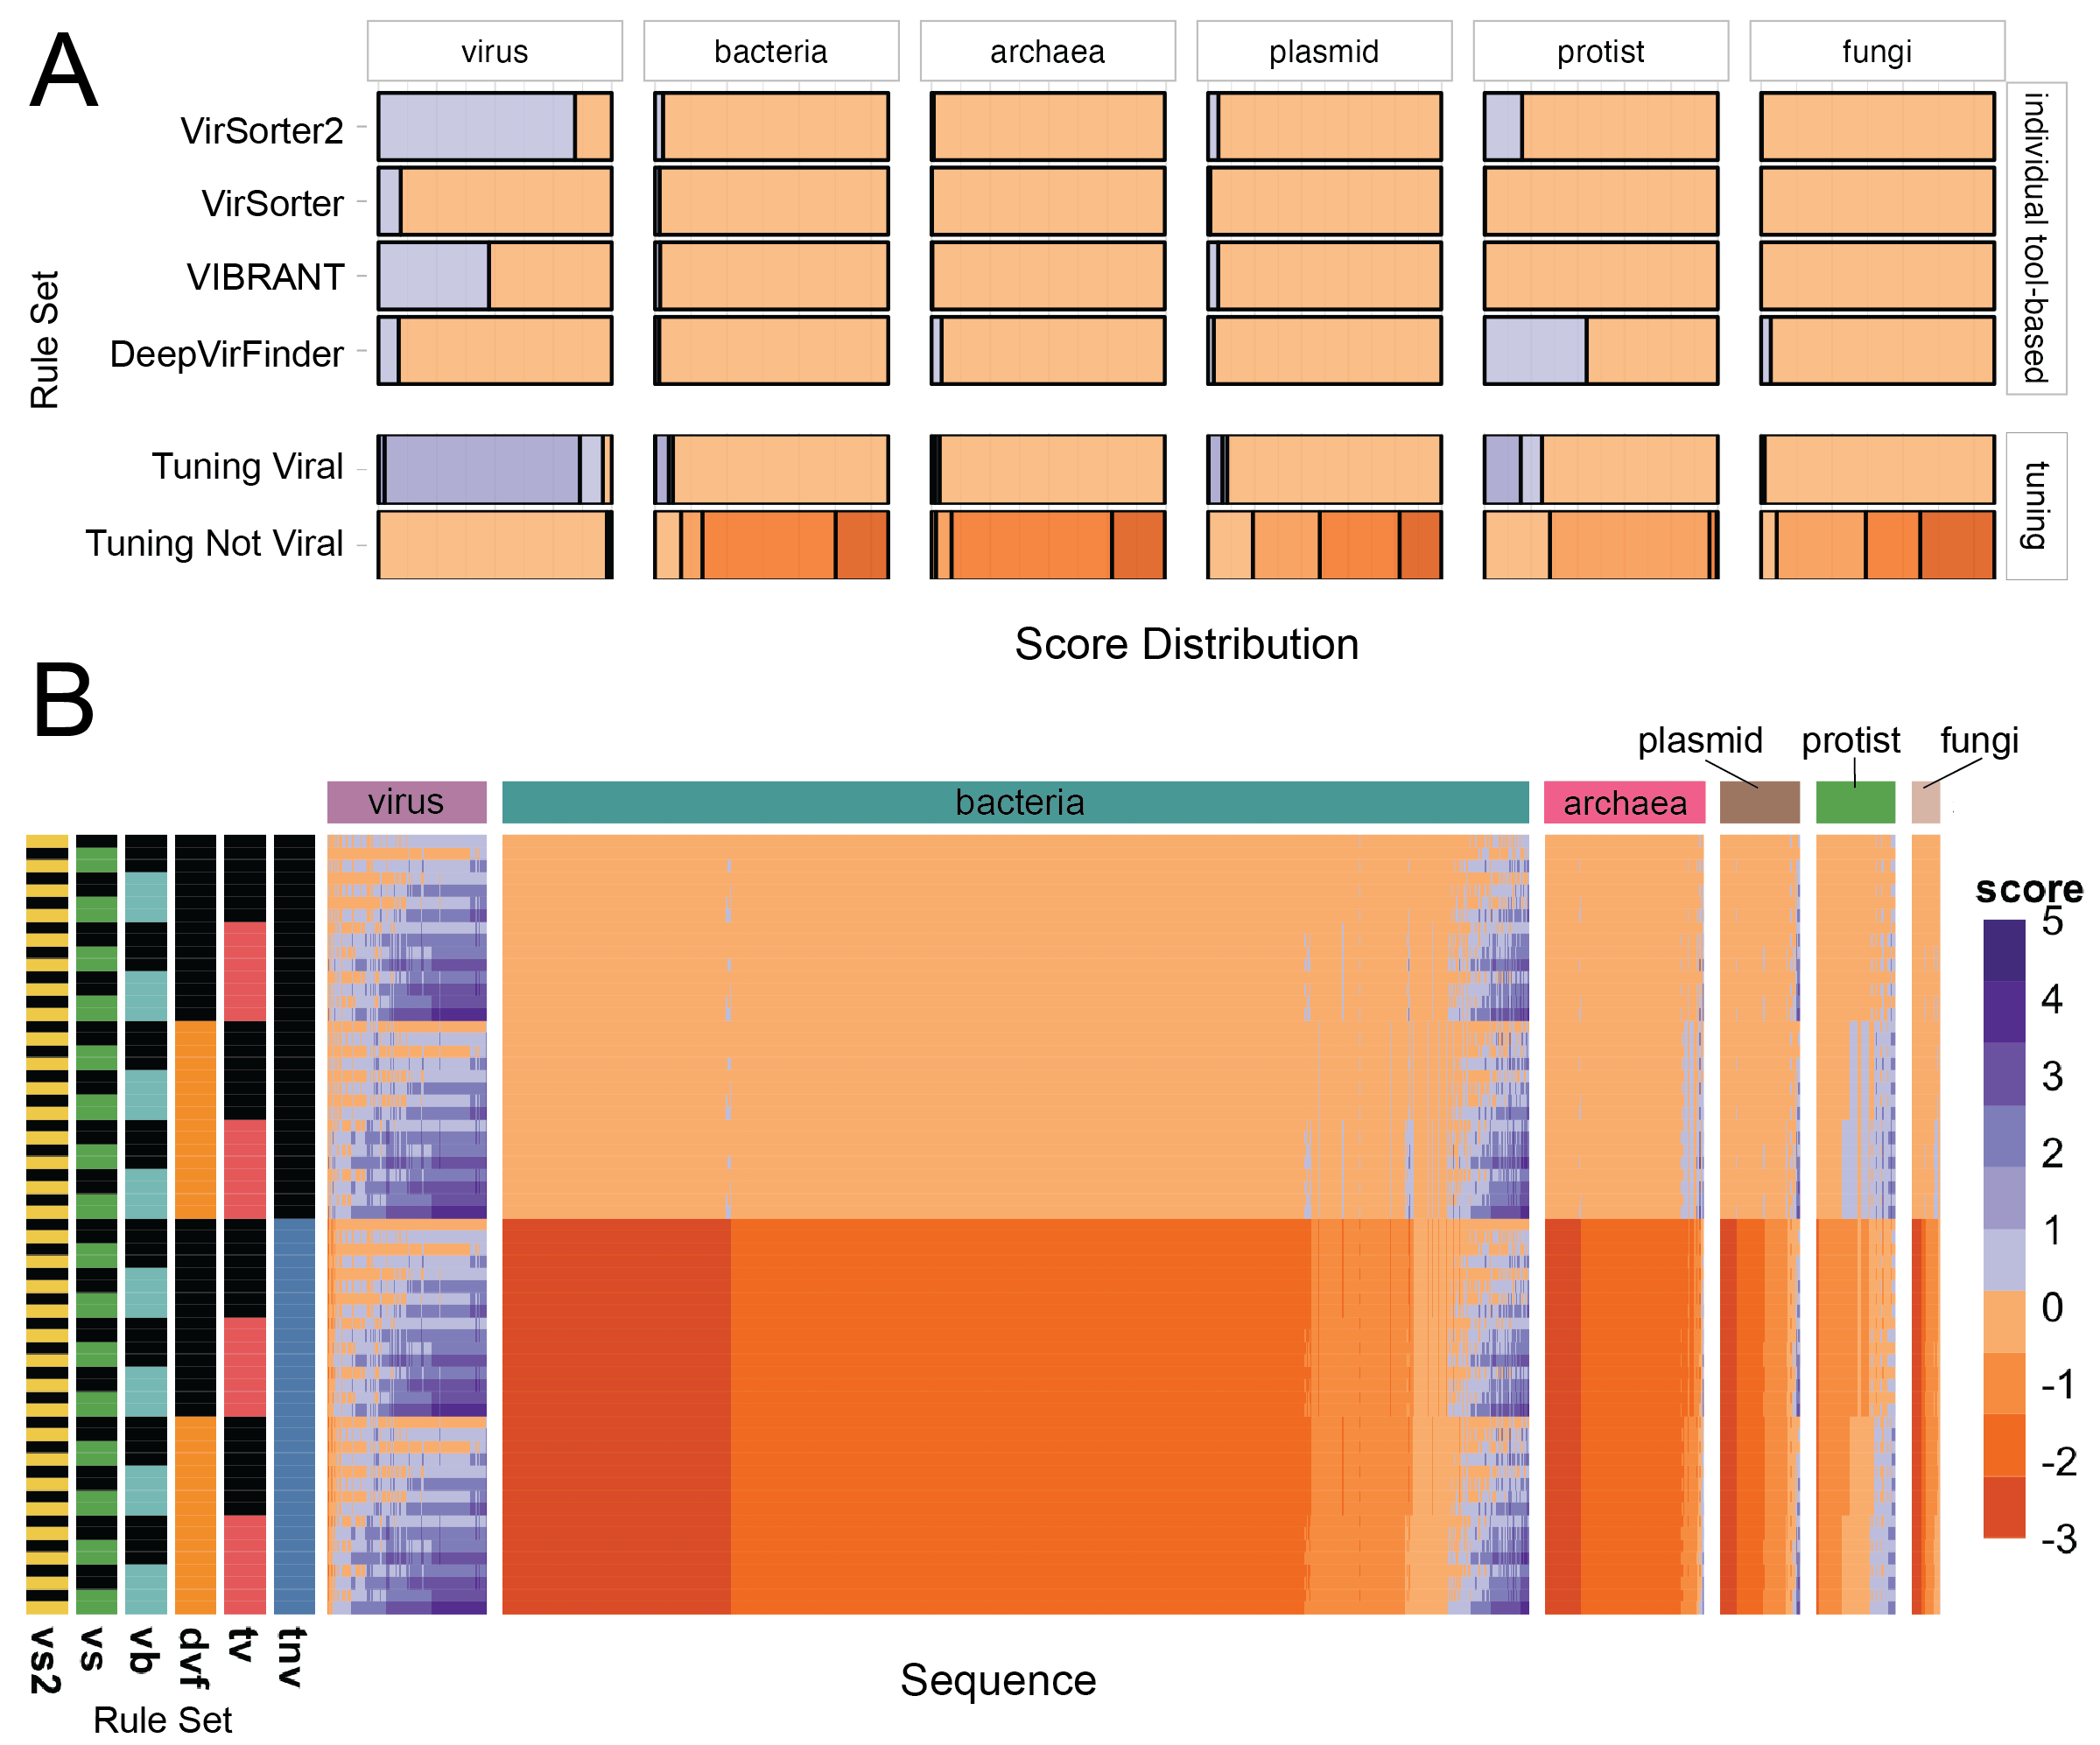 A
virus
bacteria
archaea
plasmid
protist
fungi
VirSorter2
VirSorter
VIBRANT
DeepVirFinder
Tuning Viral
Tuning Not Viral
Rule Set
individual tool-based
tuning
Score Distribution
B
plasmid
protist
fungi
virus
bacteria
archaea
score
5
4
3
2
1
0
-1
-2
-3
vs2
vs
vb
dvf
tv
tnv
Rule Set
Sequence